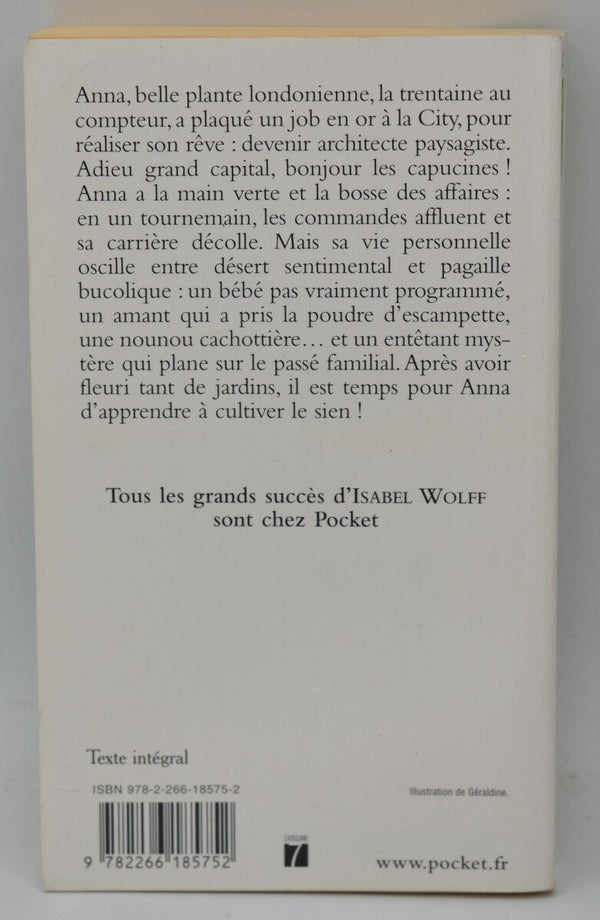 Anna, belle plante londonienne, la trentaine au
compteur, a plaqué un job en or à la City, pour
réaliser son rêve : devenir architecte paysagiste.
Adieu grand capital, bonjour les capucines !
Anna a la main verte et la bosse des affaires :
en un tournemain, les commandes affluent et
sa carrière décolle. Mais sa vie personnelle
oscille entre désert sentimental et pagaille
bucolique : un bébé pas vraiment programmé,
un amant qui a pris la poudre d'escampette,
une nounou cachottière... et un entêtant mys-
tère qui plane sur le passé familial. Après avoir
fleuri tant de jardins, il est temps pour Anna
d'apprendre à cultiver le sien !
Tous les grands succès d'ISABEL WOLFF
sont chez Pocket
Texte intégral
ISBN 978-2-266-18575-2
Illustration de Géraldine.
9 782266 185752
CATÉGORIE
7
www.pocket.fr